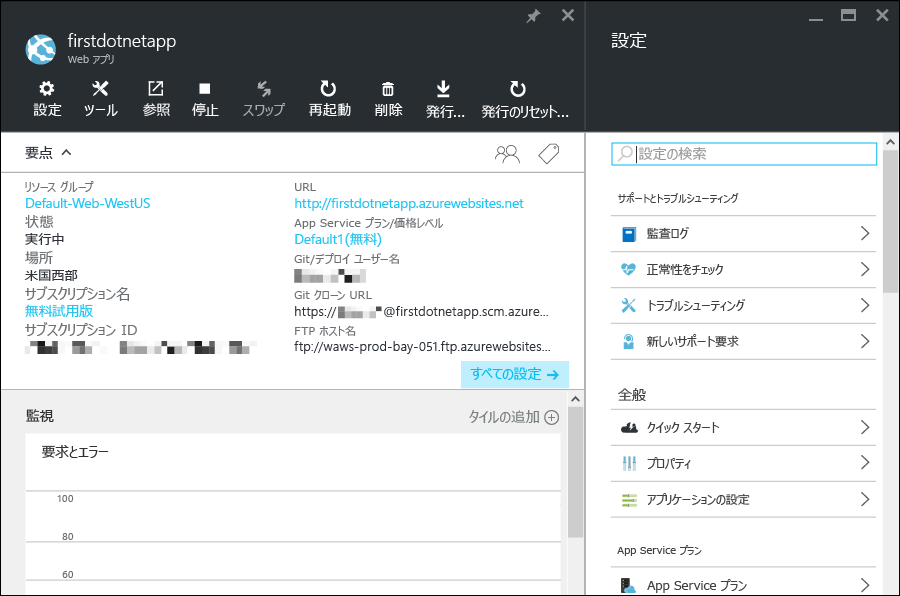 firstdotnetapp
Web アプリ
設定
ツール
参照
停止
スワップ
再起動
削除
発行...
発行のリセット...
要点
リソース グループ
Default-Web-WestUS
状態
実行中
場所
米国西部
サブスクリプション名
無料試用版
サブスクリプション ID
URL
http://firstdotnetapp.azurewebsites.net
App Service プラン/価格レベル
Default1(無料)
Git/デプロイ ユーザー名
Git クローン URL
https://
@firstdotnetapp.scm.azure...
FTP ホスト名
ftp://waws-prod-bay-051.ftp.azurewebsites...
すべての設定
監視
タイルの追加
要求とエラー
100
80
60
設定
設定の検索
サポートとトラブルシューティング
監査ログ
正常性をチェック
トラブルシューティング
新しいサポート要求
全般
クイック スタート
プロパティ
アプリケーションの設定
App Service プラン
App Service プラン